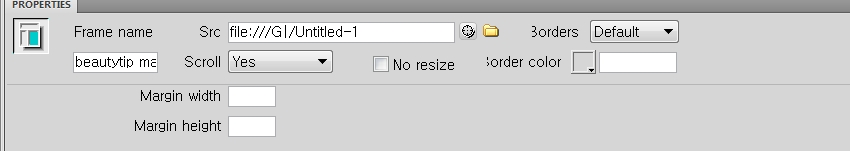 PROPERTIES
Frame name Src file:///G|/Untitled-1 Borders Default
beautytip ma Scroll Yes No resize Border color
Margin width
Margin height